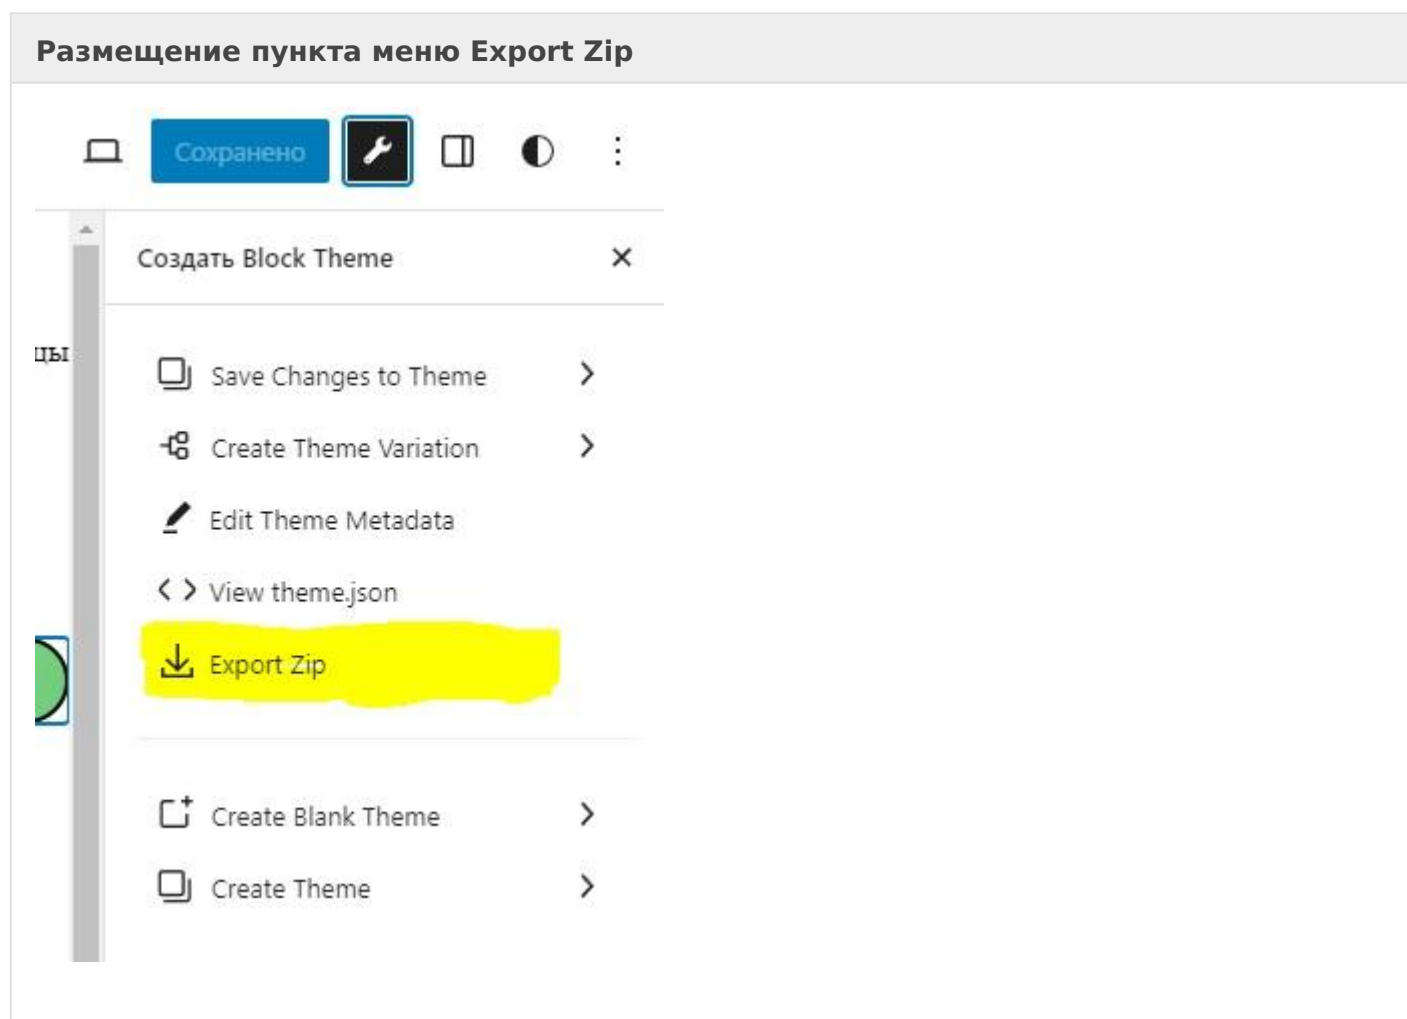 Размещение пункта меню Export Zip
Сохранено
Создать Block Theme
цы
Save Changes to Theme
Create Theme Variation
Edit Theme Metadata
View theme.json
Export Zip
Create Blank Theme
Create Theme